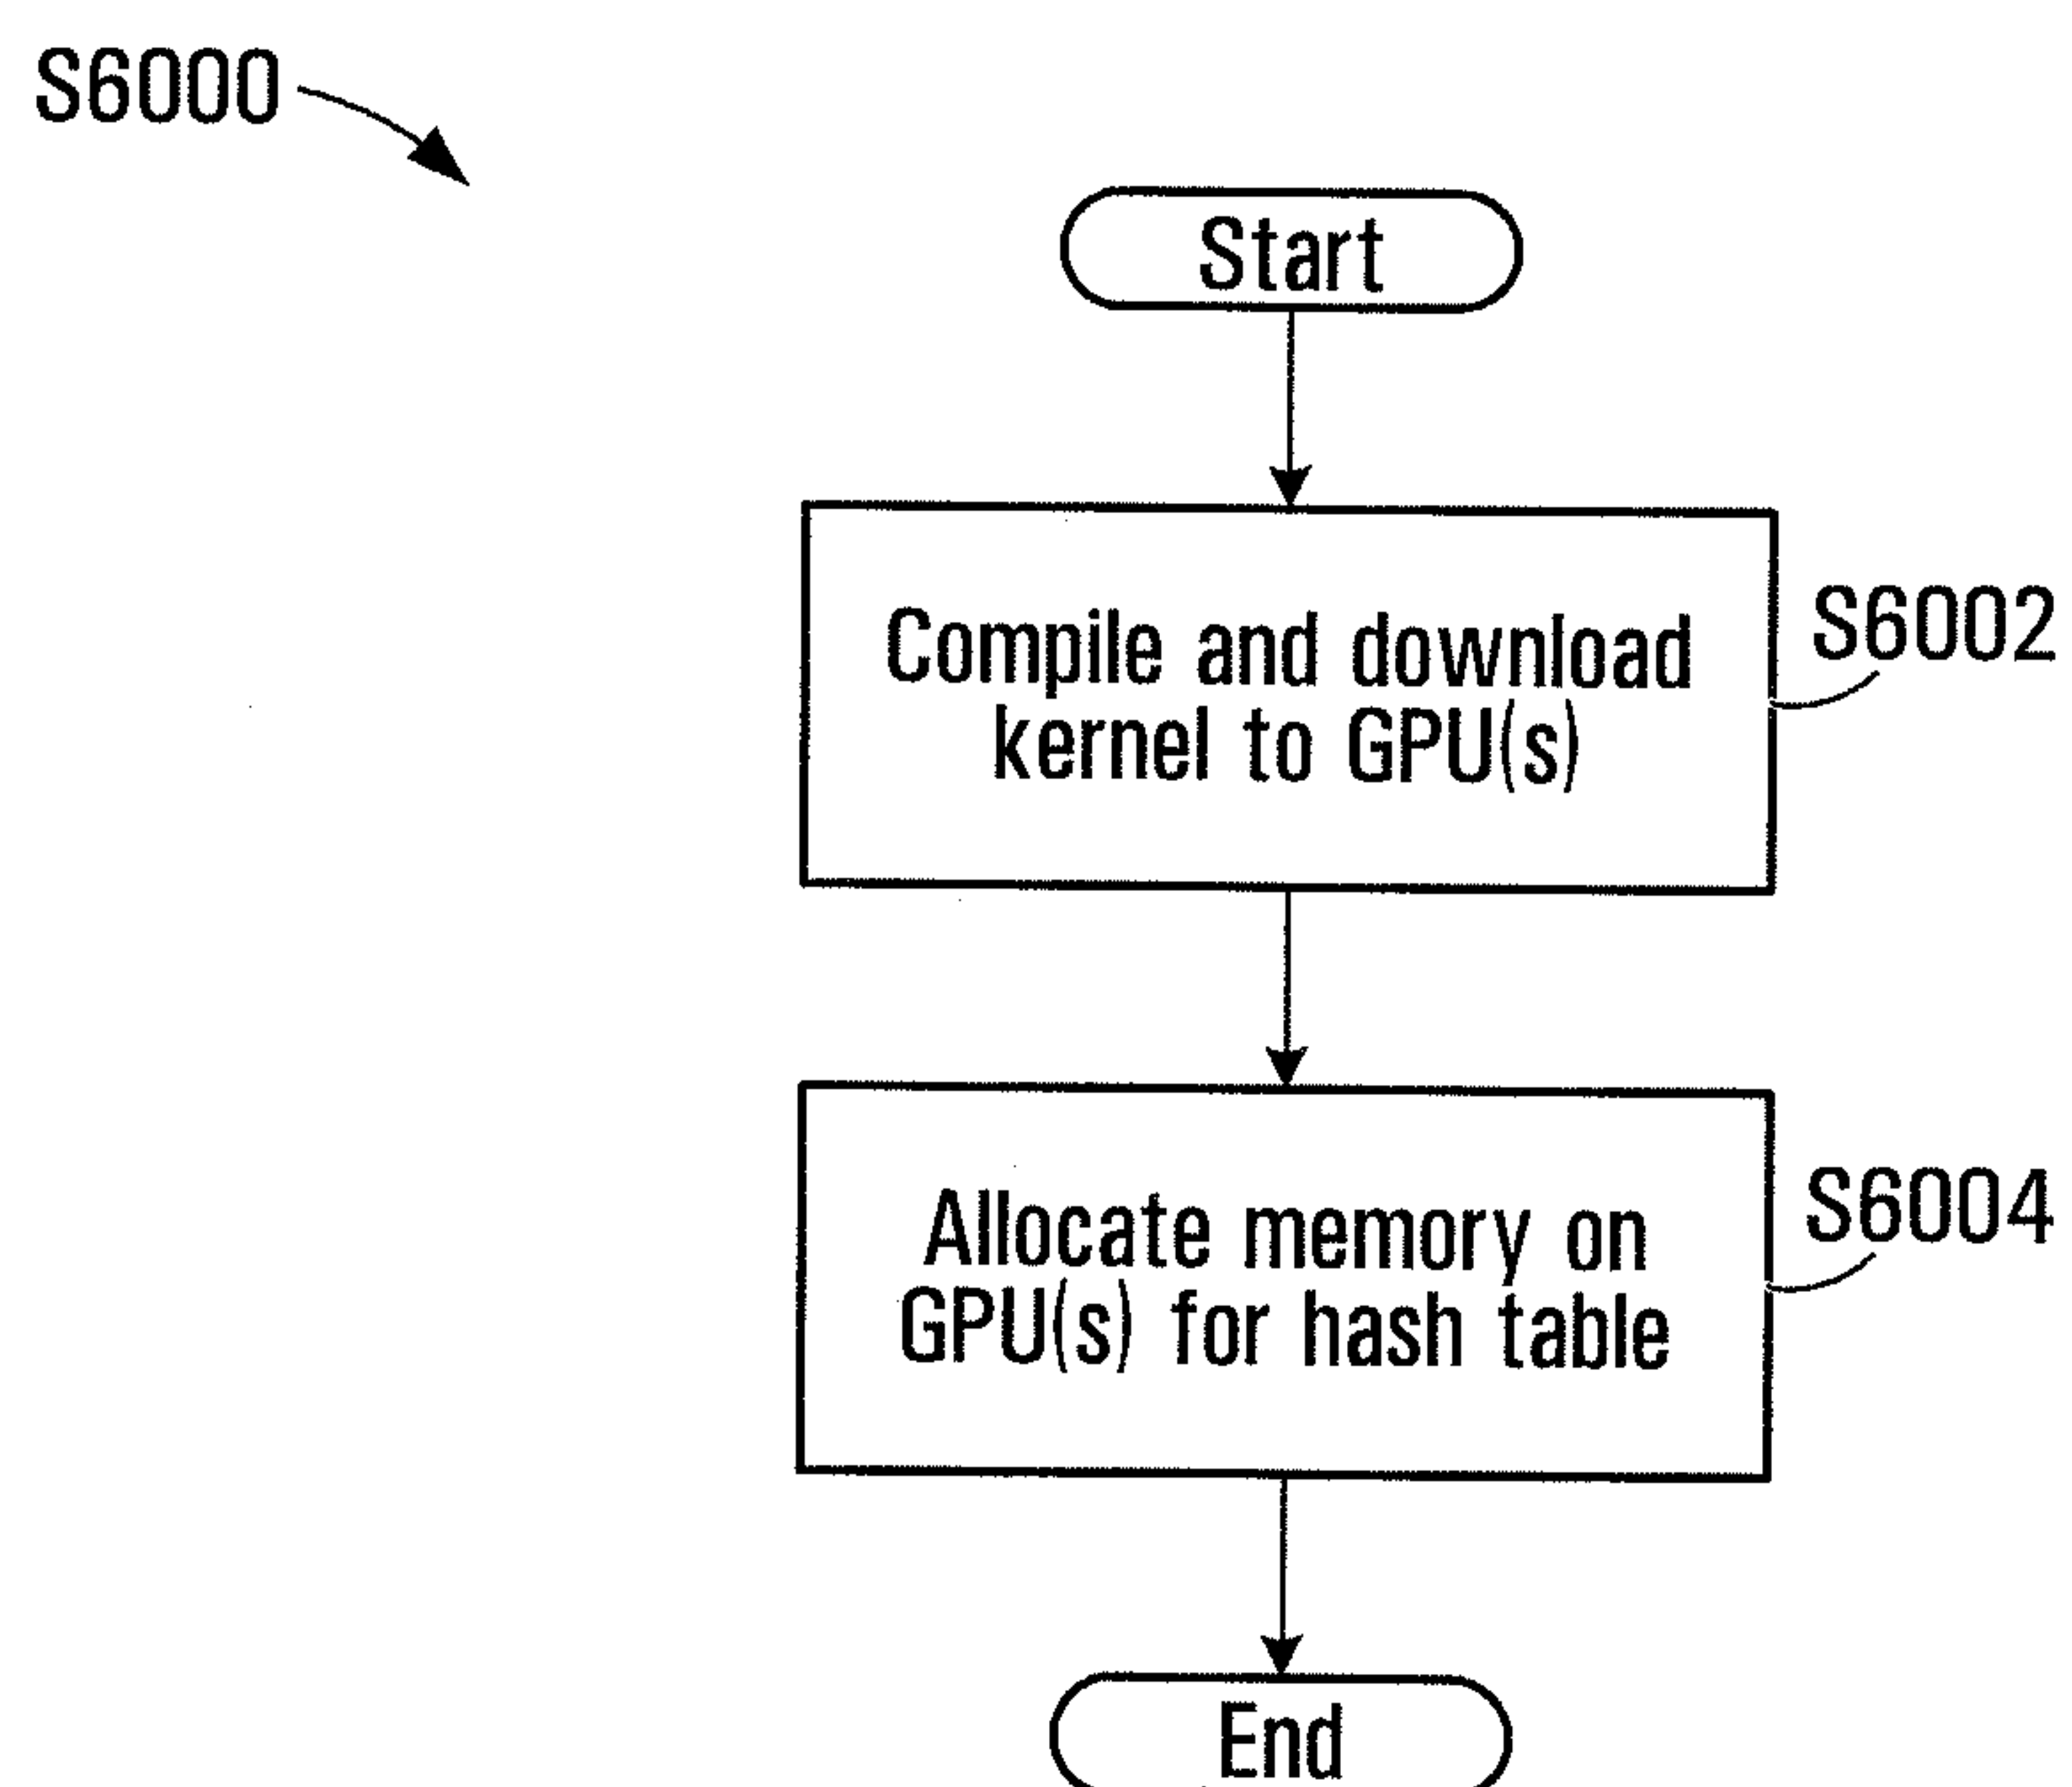 S6000
Start
Compile and download
kernel to GPU(s)
S6002
Allocate memory on
GPU(s) for hash table
S6004
End